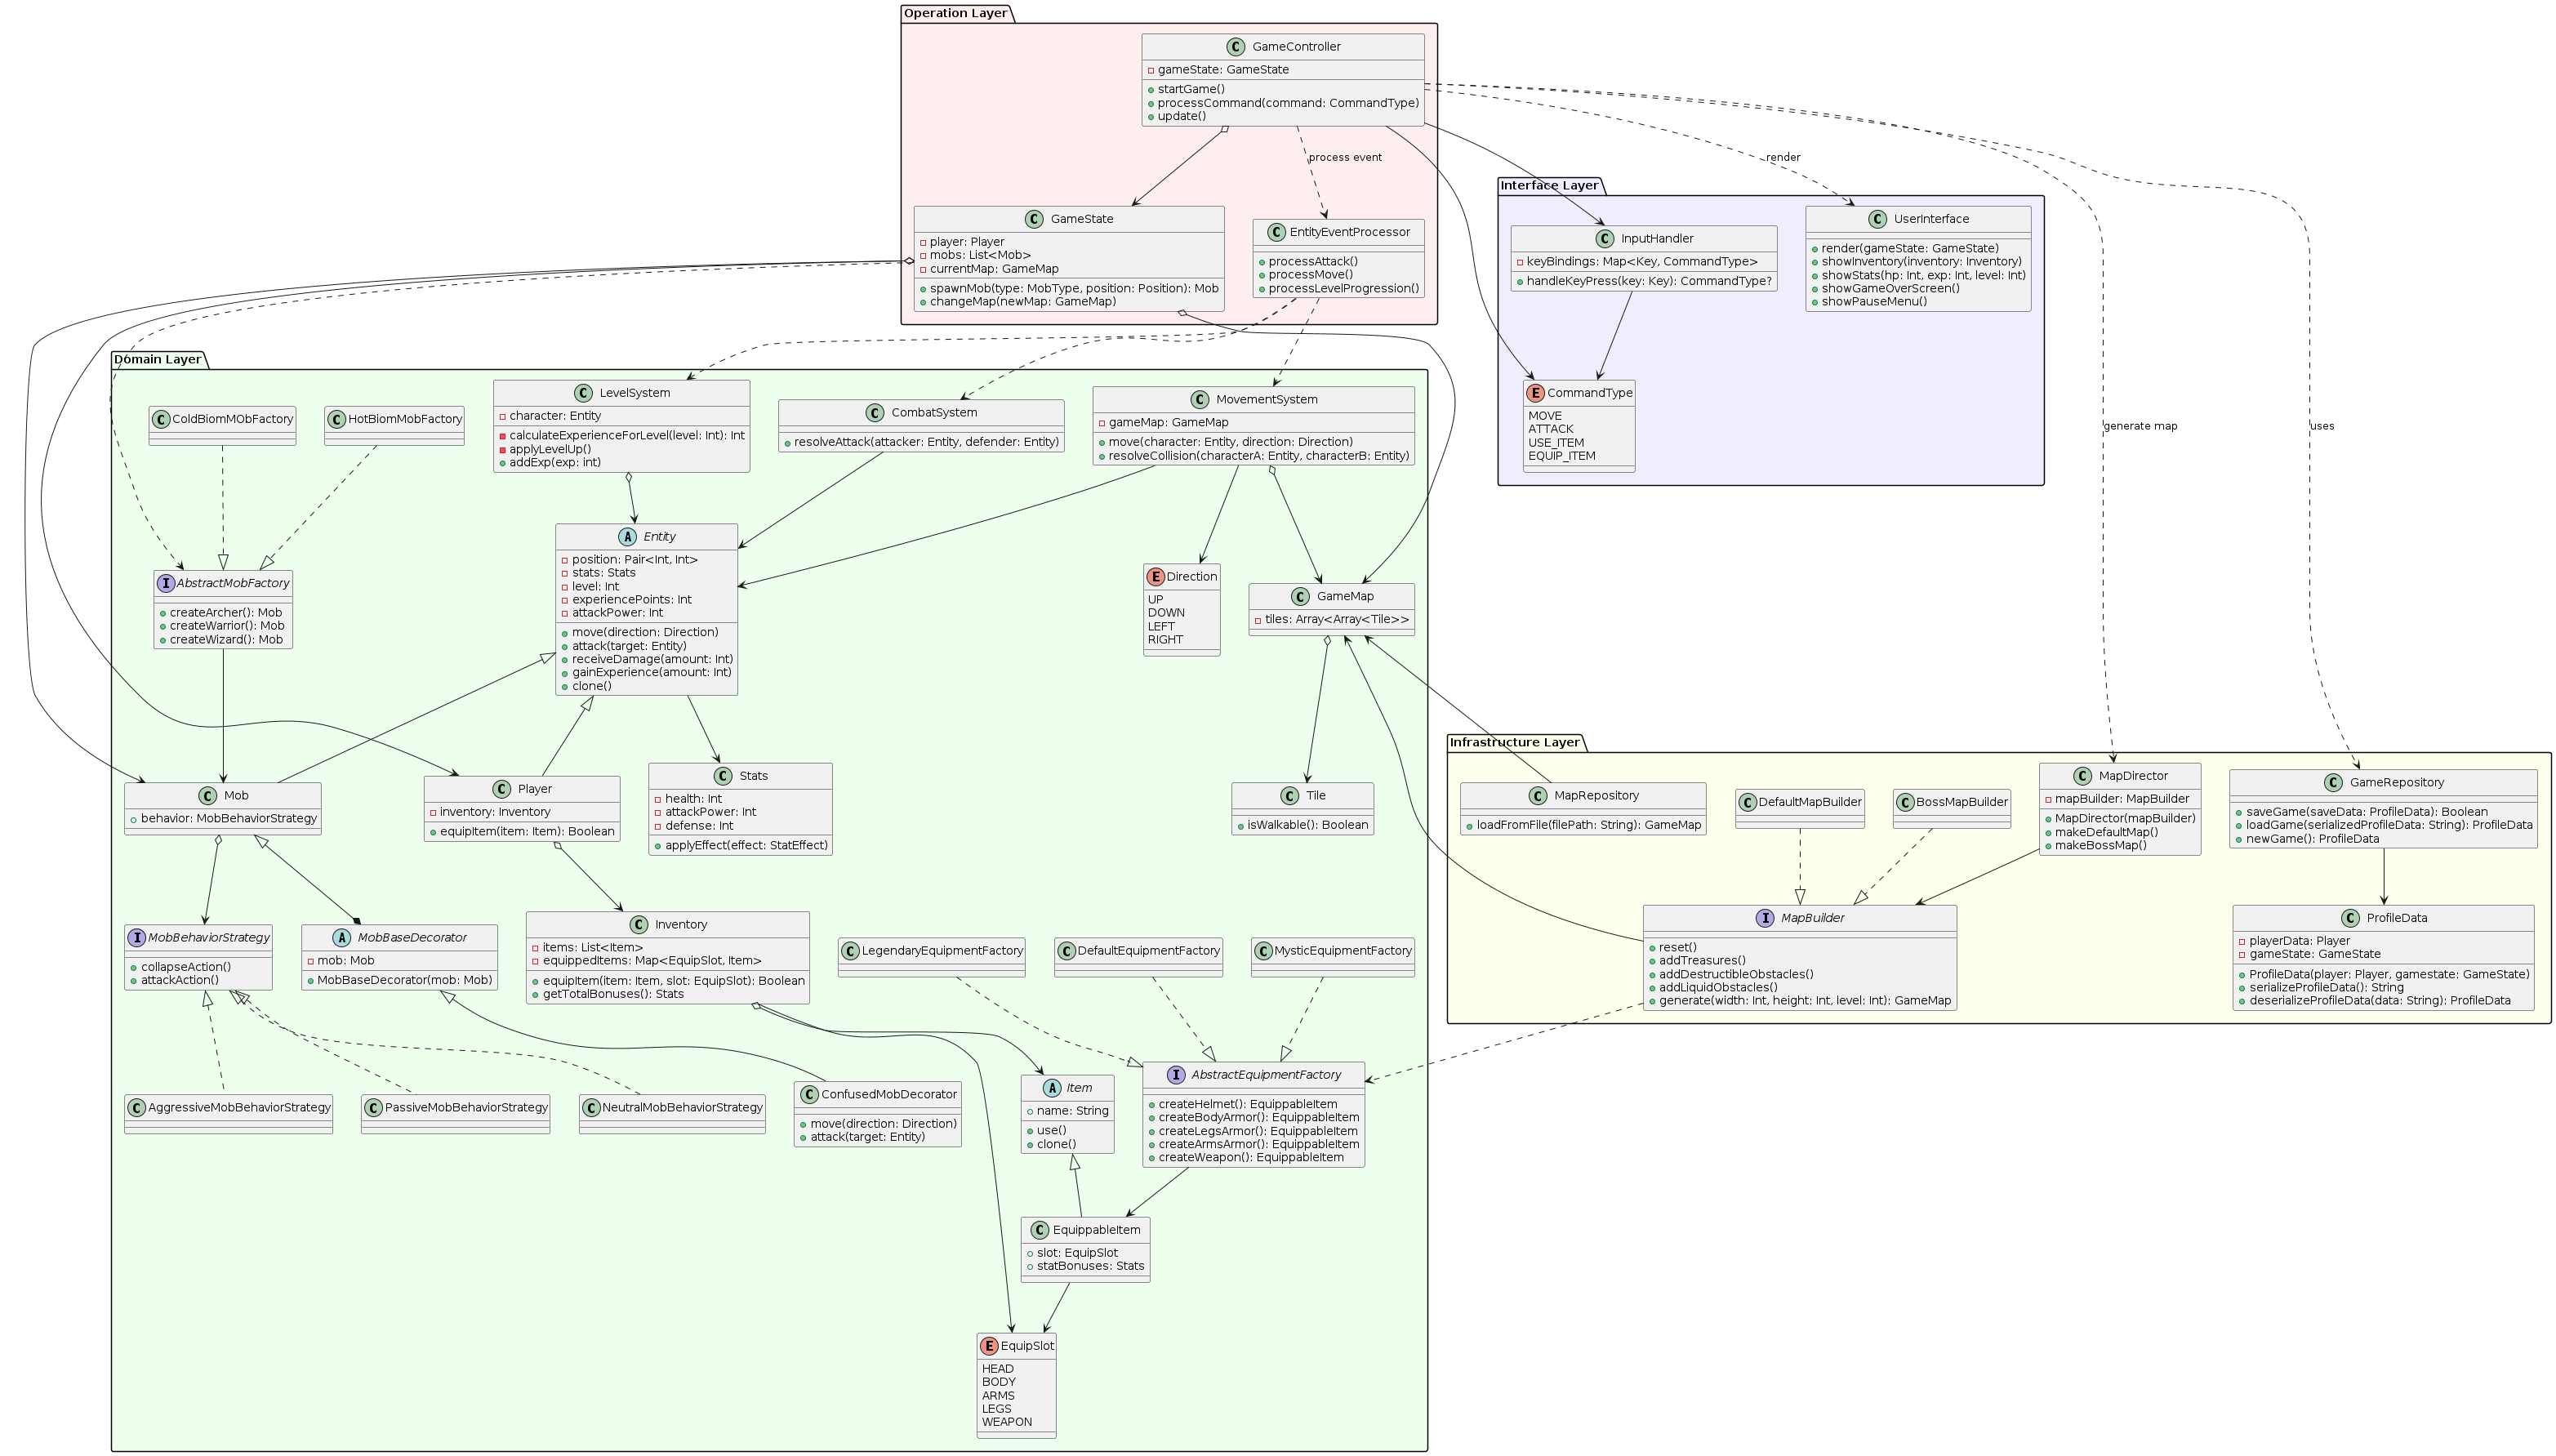 Operation Layer
GameController
gameState: GameState
startGame()
processCommand(command: CommandType)
update()
process event
render
GameState
player: Player
mobs: List<Mob>
currentMap: GameMap
spawnMob(type: MobType, position: Position): Mob
changeMap(newMap: GameMap)
EntityEventProcessor
processAttack()
processMove()
processLevelProgression()
Interface Layer
InputHandler
keyBindings: Map<Key, CommandType>
handleKeyPress(key: Key): CommandType?
UserInterface
render(gameState: GameState)
showInventory(inventory: Inventory)
showStats(hp: Int, exp: Int, level: Int)
showGameOverScreen()
showPauseMenu()
CommandType
MOVE
ATTACK
USE_ITEM
EQUIP_ITEM
generate map
uses
Domain Layer
ColdBiomMObFactory
HotBiomMobFactory
LevelSystem
character: Entity
calculateExperienceForLevel(level: Int): Int
applyLevelUp()
addExp(exp: int)
CombatSystem
resolveAttack(attacker: Entity, defender: Entity)
MovementSystem
gameMap: GameMap
move(character: Entity, direction: Direction)
resolveCollision(characterA: Entity, characterB: Entity)
AbstractMobFactory
createArcher(): Mob
createWarrior(): Mob
createWizard(): Mob
Entity
position: Pair<Int, Int>
stats: Stats
level: Int
experiencePoints: Int
attackPower: Int
move(direction: Direction)
attack(target: Entity)
receiveDamage(amount: Int)
gainExperience(amount: Int)
clone()
Direction
UP
DOWN
LEFT
RIGHT
GameMap
tiles: Array<Array<Tile>>
Mob
behavior: MobBehaviorStrategy
Player
inventory: Inventory
equipItem(item: Item): Boolean
Stats
health: Int
attackPower: Int
defense: Int
applyEffect(effect: StatEffect)
Tile
isWalkable(): Boolean
MobBehaviorStrategy
collapseAction()
attackAction()
MobBaseDecorator
mob: Mob
MobBaseDecorator(mob: Mob)
Inventory
items: List<Item>
equippedItems: Map<EquipSlot, Item>
equipItem(item: Item, slot: EquipSlot): Boolean
getTotalBonuses(): Stats
LegendaryEquipmentFactory
DefaultEquipmentFactory
MysticEquipmentFactory
AggressiveMobBehaviorStrategy
PassiveMobBehaviorStrategy
NeutralMobBehaviorStrategy
ConfusedMobDecorator
move(direction: Direction)
attack(target: Entity)
Item
name: String
use()
clone()
AbstractEquipmentFactory
createHelmet(): EquippableItem
createBodyArmor(): EquippableItem
createLegsArmor(): EquippableItem
createArmsArmor(): EquippableItem
createWeapon(): EquippableItem
EquippableItem
slot: EquipSlot
statBonuses: Stats
EquipSlot
HEAD
BODY
ARMS
LEGS
WEAPON
Infrastructure Layer
MapRepository
loadFromFile(filePath: String): GameMap
DefaultMapBuilder
BossMapBuilder
MapDirector
mapBuilder: MapBuilder
MapDirector(mapBuilder)
makeDefaultMap()
makeBossMap()
GameRepository
saveGame(saveData: ProfileData): Boolean
loadGame(serializedProfileData: String): ProfileData
newGame(): ProfileData
MapBuilder
reset()
addTreasures()
addDestructibleObstacles()
addLiquidObstacles()
generate(width: Int, height: Int, level: Int): GameMap
ProfileData
playerData: Player
gameState: GameState
ProfileData(player: Player, gamestate: GameState)
serializeProfileData(): String
deserializeProfileData(data: String): ProfileData